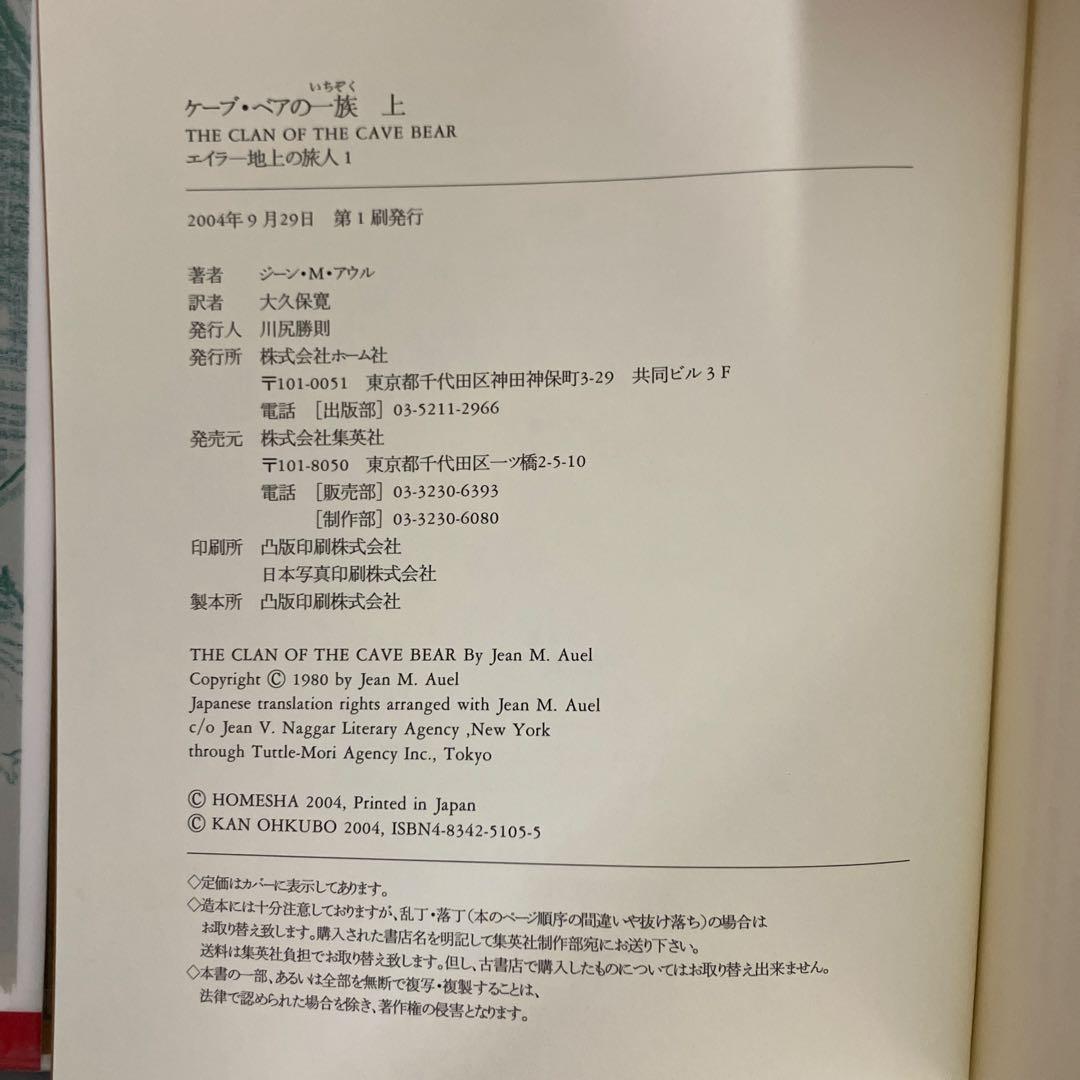 いちぞく
ケーブ・ベアの一族　上
THE CLAN OF THE CAVE BEAR
エイラ―地上の旅人 1
2004年 9 月29日　第 1 刷発行
著者　ジーン・M・アウル
訳者　大久保寛
発行人　川尻勝則
発行所　株式会社ホーム社
〒101-0051　東京都千代田区神田神保町3-29　共同ビル 3 F
電話　［出版部］03-5211-2966
発売元　株式会社集英社
〒101-8050　東京都千代田区一ツ橋2-5-10
電話　［販売部］03-3230-6393
［制作部］03-3230-6080
印刷所　凸版印刷株式会社
日本写真印刷株式会社
製本所　凸版印刷株式会社
THE CLAN OF THE CAVE BEAR By Jean M. Auel
Copyright © 1980 by Jean M. Auel
Japanese translation rights arranged with Jean M. Auel
c/o Jean V. Naggar Literary Agency ,New York
through Tuttle-Mori Agency Inc., Tokyo
© HOMESHA 2004, Printed in Japan
© KAN OHKUBO 2004, ISBN4-8342-5105-5
◇定価はカバーに表示してあります。
◇造本には十分注意しておりますが、乱丁・落丁（本のページ順序の間違いや抜け落ち）の場合は
お取り替え致します。購入された書店名を明記して集英社制作部宛にお送り下さい。
送料は集英社負担でお取り替え致します。但し、古書店で購入したものについてはお取り替え出来ません。
◇本書の一部、あるいは全部を無断で複写・複製することは、
法律で認められた場合を除き、著作権の侵害となります。